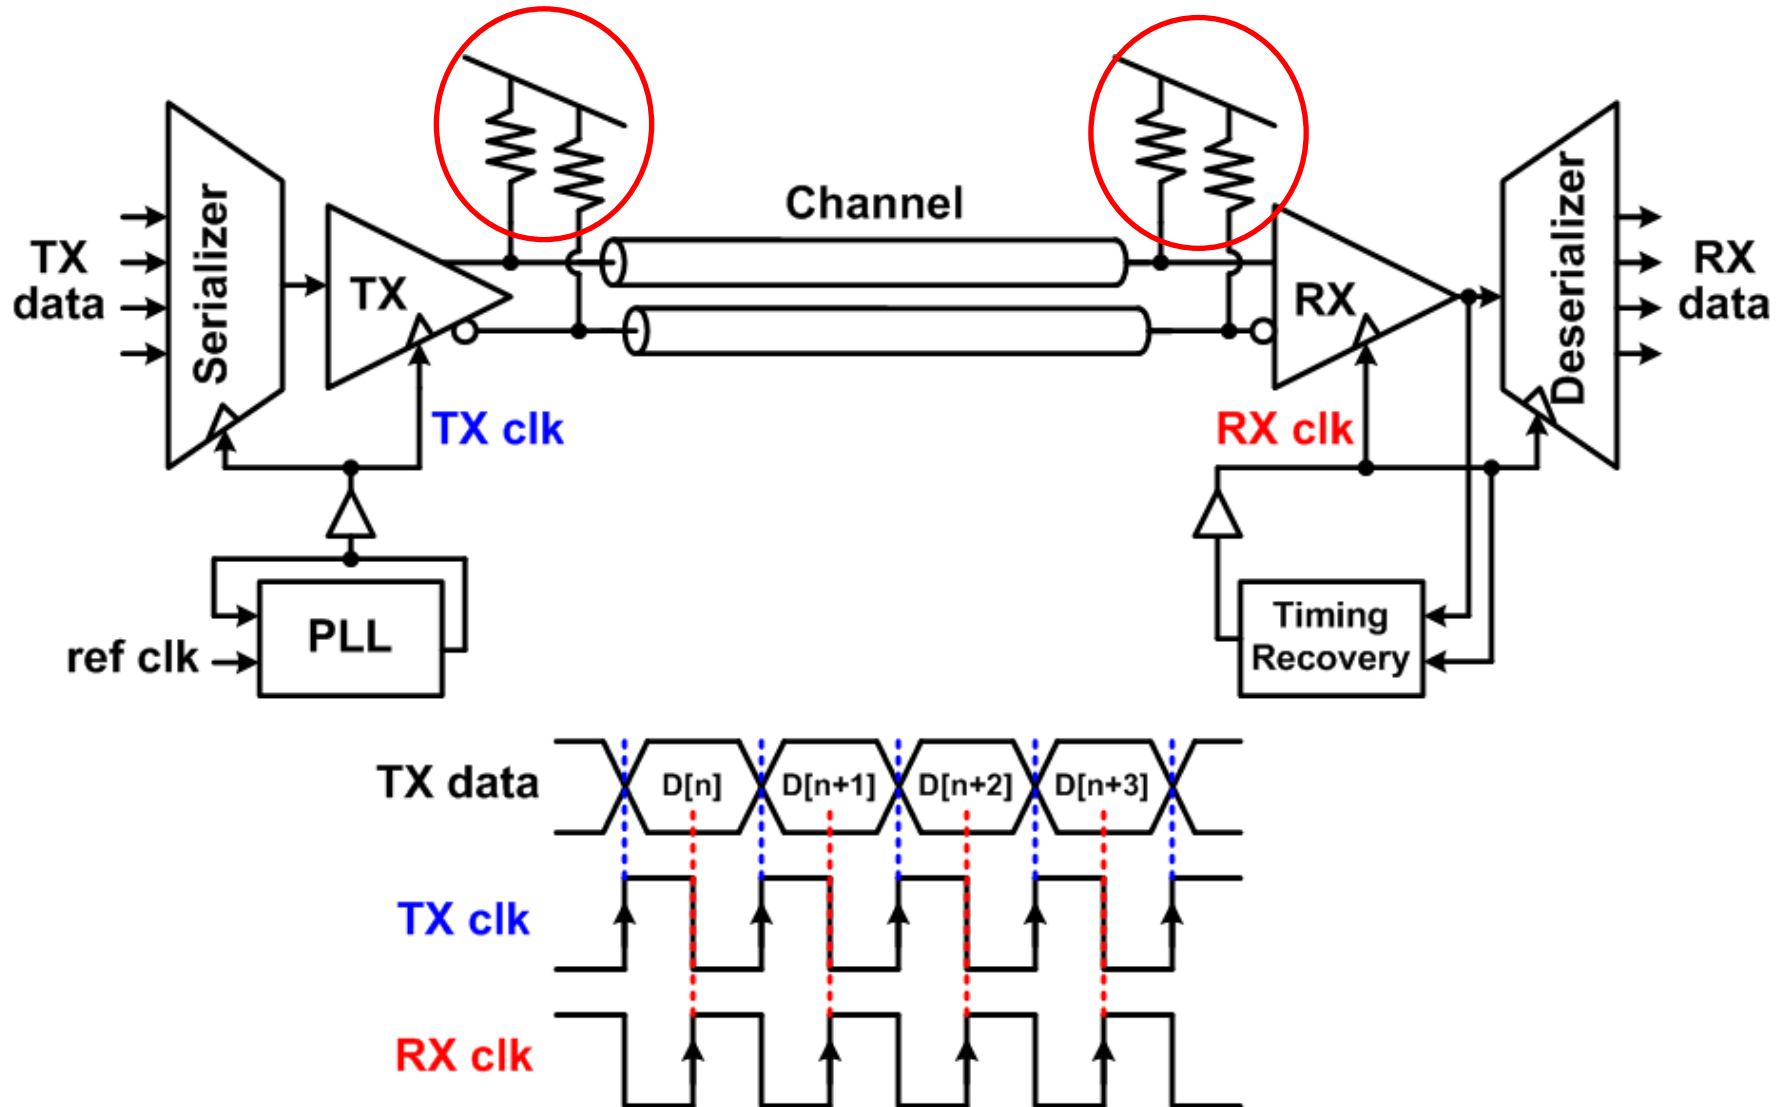 Channel
TX
data
Serializer
TX
RX
Deserializer
RX
data
TX clk
RX clk
PLL
ref clk
Timing
Recovery
TX data
D[n]
D[n+1]
D[n+2]
D[n+3]
TX clk
RX clk